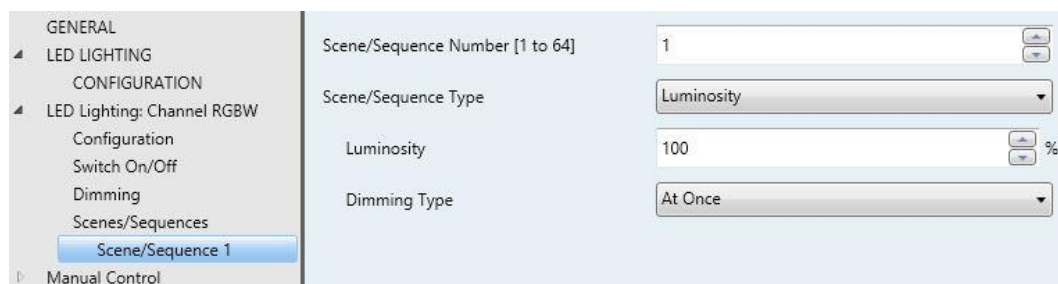 GENERAL
LED LIGHTING
CONFIGURATION
LED Lighting: Channel RGBW
Configuration
Switch On/Off
Dimming
Scenes/Sequences
Scene/Sequence 1
Manual Control
Scene/Sequence Number [1 to 64]
1
Scene/Sequence Type
Luminosity
Luminosity
100
%
Dimming Type
At Once